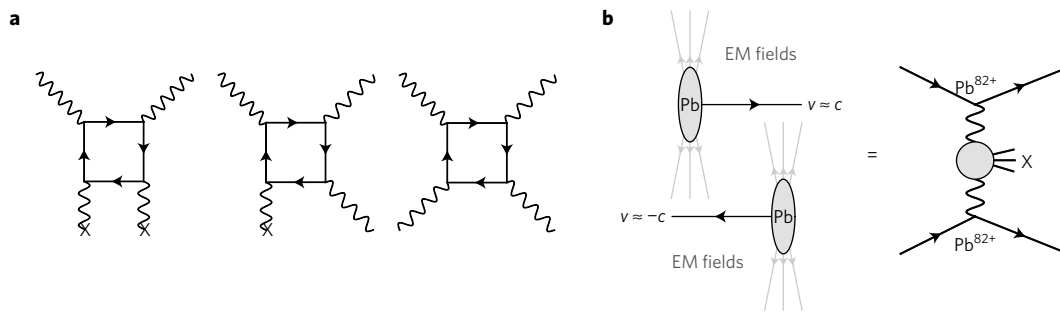 a
b
EM fields
Pb
v ≈ c
Pb
v ≈ −c
EM fields
=
Pb82+
X
Pb82+
X
X
X